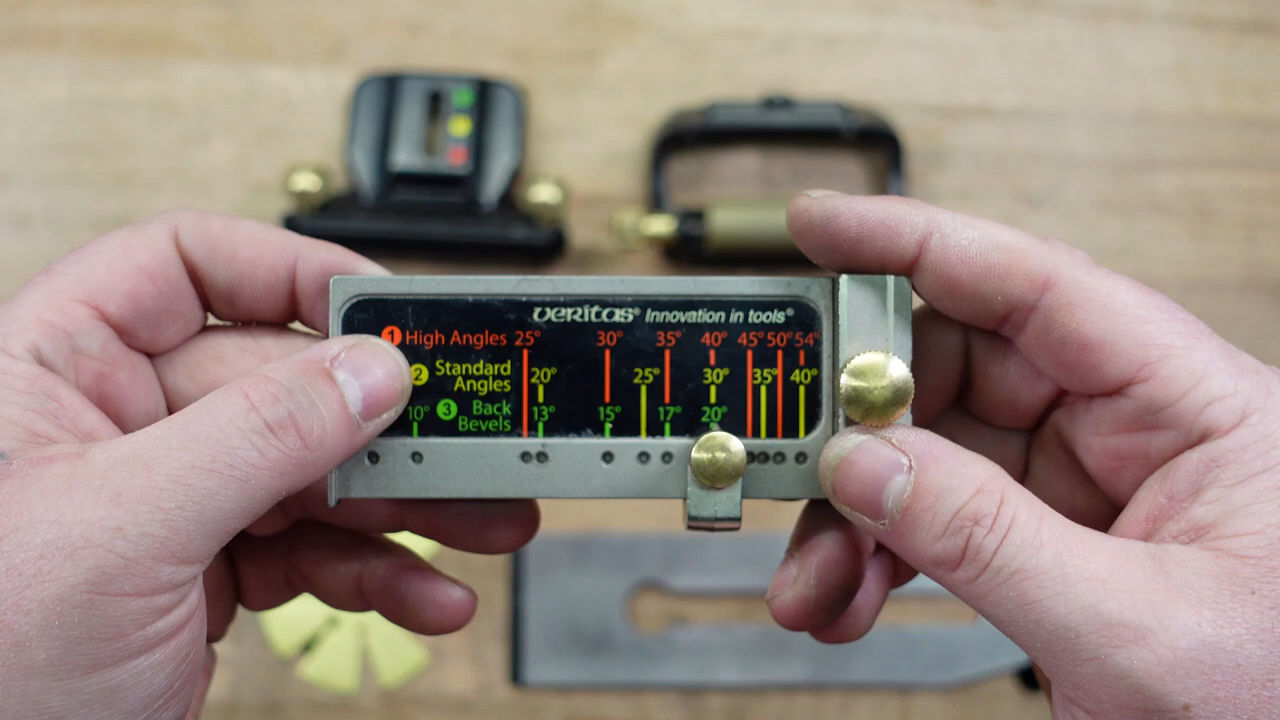 veritas® Innovation in tools®
1 High Angles 25° 30° 35° 40° 45° 50° 54°
2 Standard Angles 20° 25° 30° 35° 40°
10° 3 Back Bevels 13° 15° 17° 20°